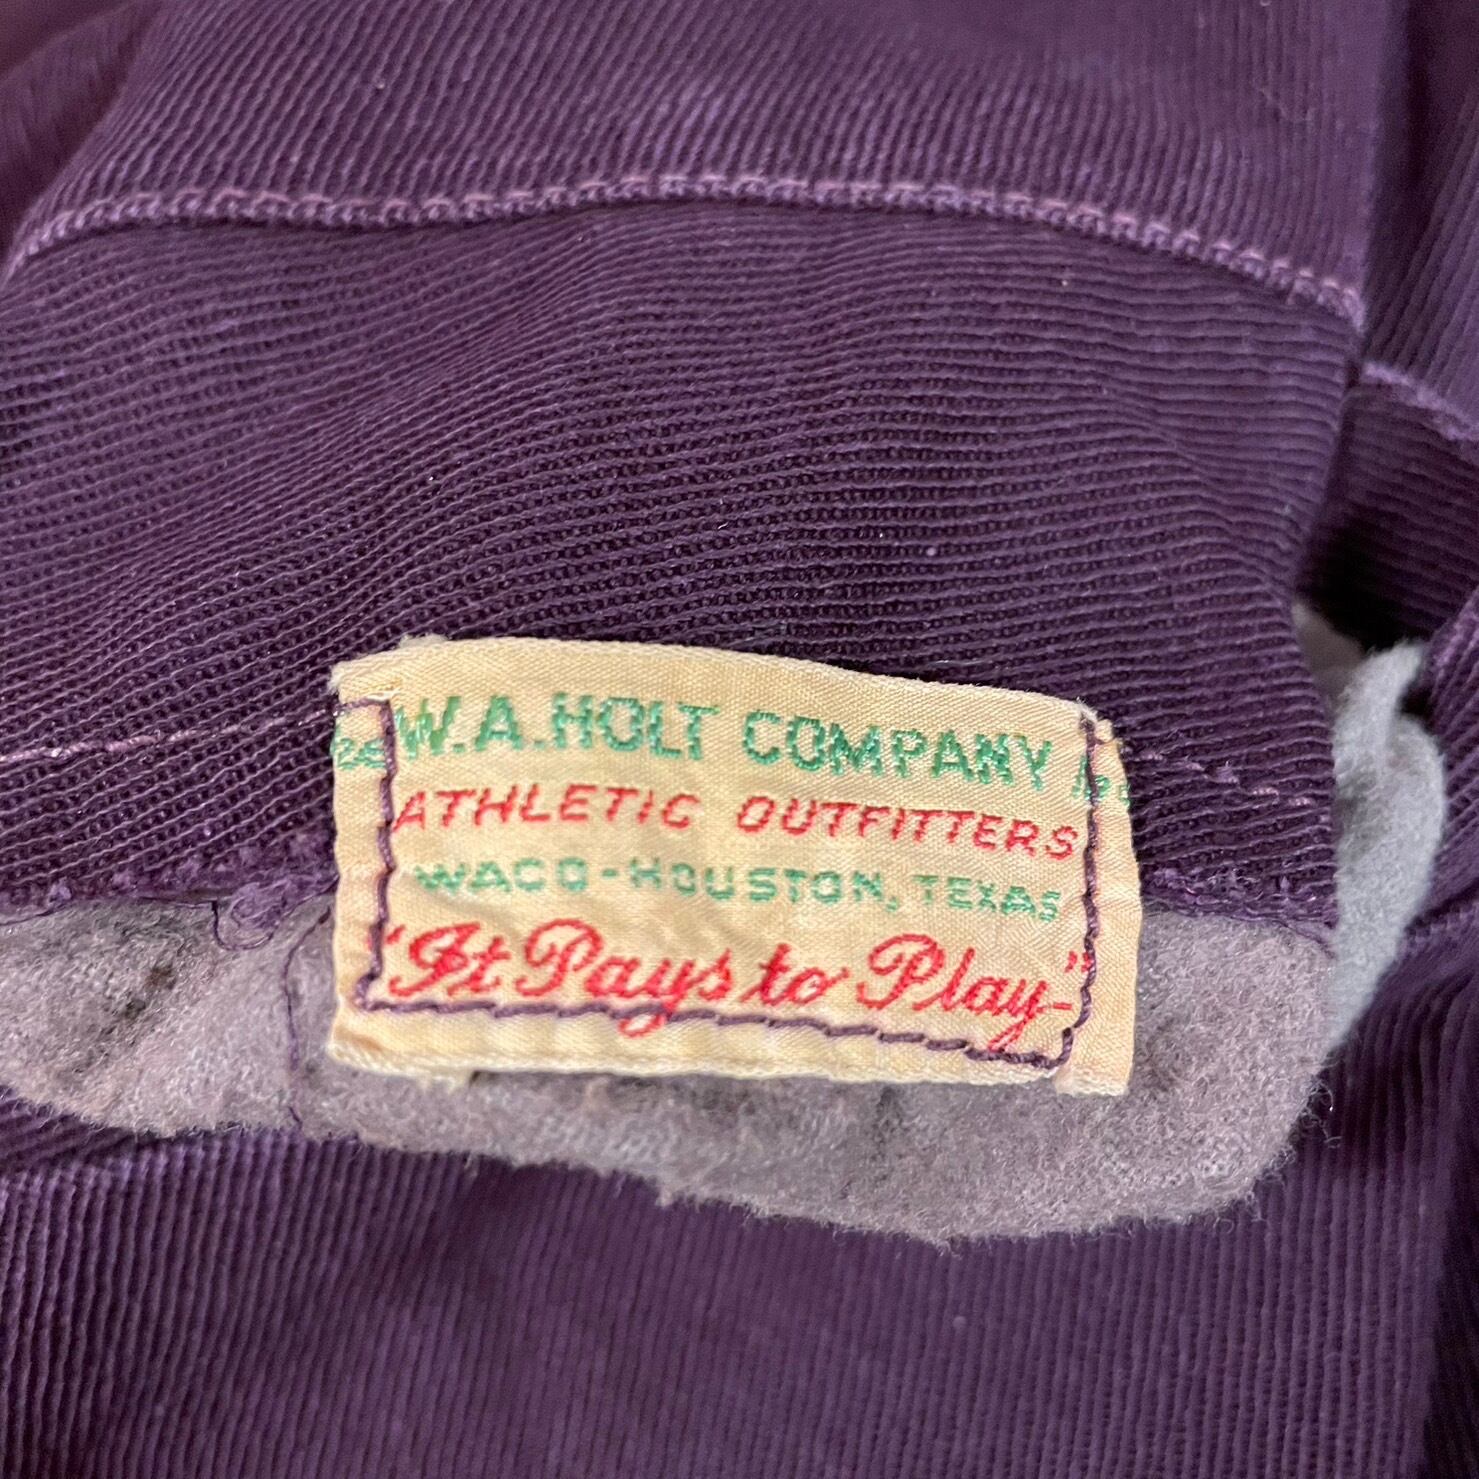 W.A. HOLT COMPANY
ATHLETIC OUTFITTERS
WACO-HOUSTON, TEXAS
"It Pays to Play-"